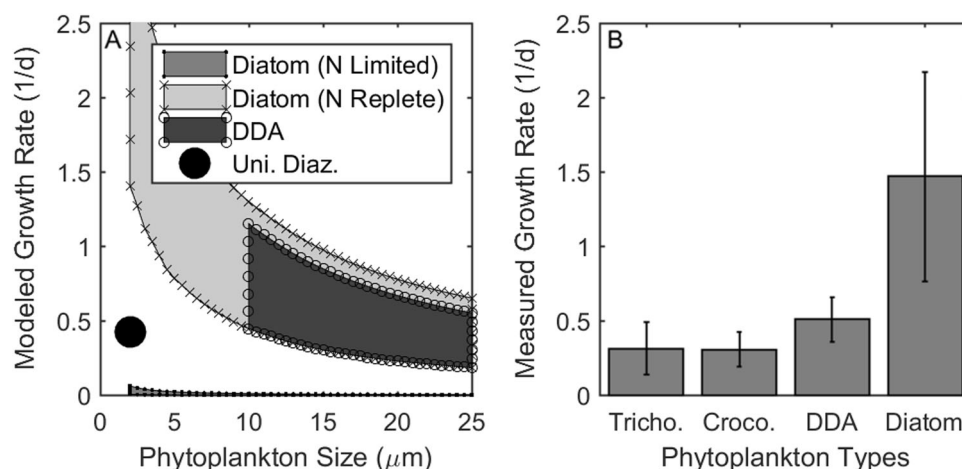 A
Modeled Growth Rate (1/d)
2.5
2
1.5
1
0.5
0
Diatom (N Limited)
Diatom (N Replete)
DDA
Uni. Diaz.
0 5 10 15 20 25
Phytoplankton Size (μm)
B
Measured Growth Rate (1/d)
2.5
2
1.5
1
0.5
0
Tricho. Croco. DDA Diatom
Phytoplankton Types